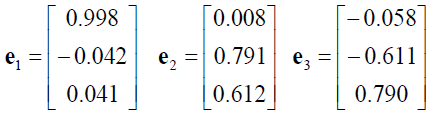 e₁ = [ 0.998 −0.042 0.041 ] e₂ = [ 0.008 0.791 0.612 ] e₃ = [ −0.058 −0.611 0.790 ]